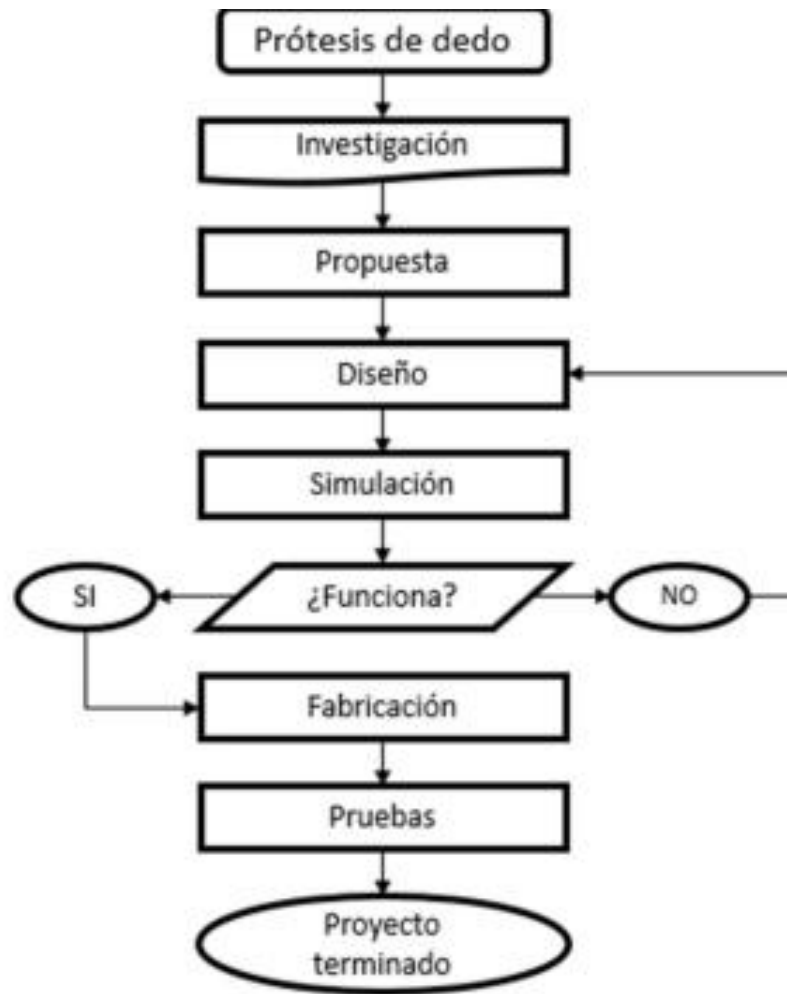 Prótesis de dedo
Investigación
Propuesta
Diseño
Simulación
SI
¿Funciona?
NO
Fabricación
Pruebas
Proyecto
terminado